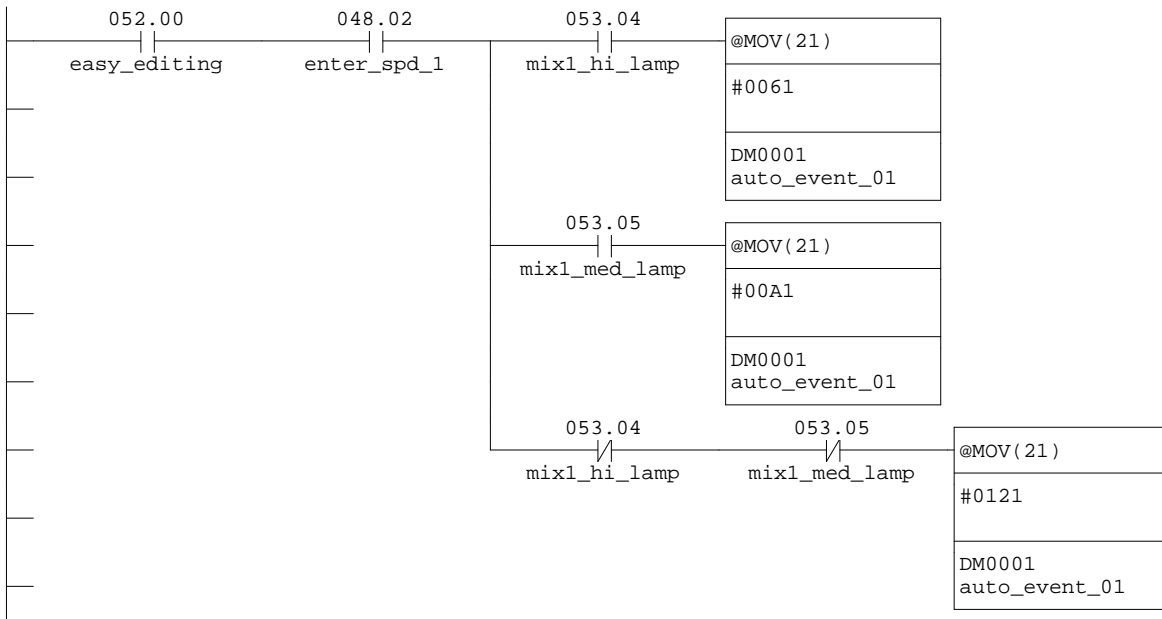 052.00 048.02 053.04
easy_editing enter_spd_1 mix1_hi_lamp
@MOV(21)
#0061
DM0001
auto_event_01
053.05
mix1_med_lamp
@MOV(21)
#00A1
DM0001
auto_event_01
053.04 053.05
mix1_hi_lamp mix1_med_lamp
@MOV(21)
#0121
DM0001
auto_event_01